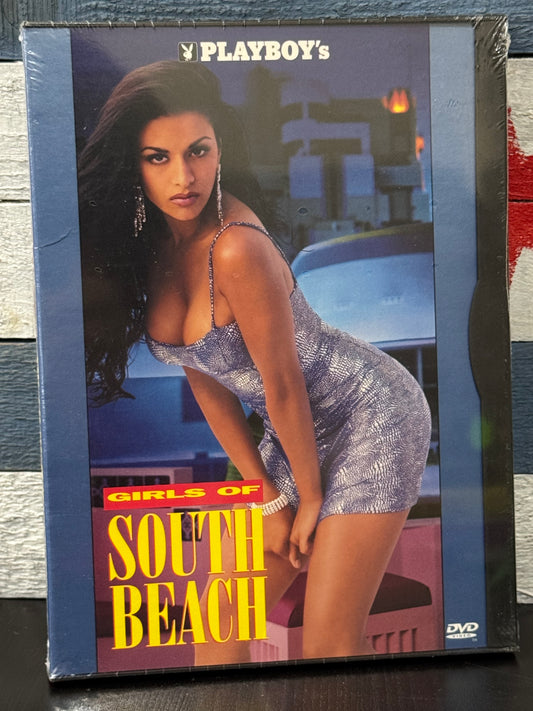 PLAYBOY's
GIRLS OF
SOUTH
BEACH
DVD
VIDEO